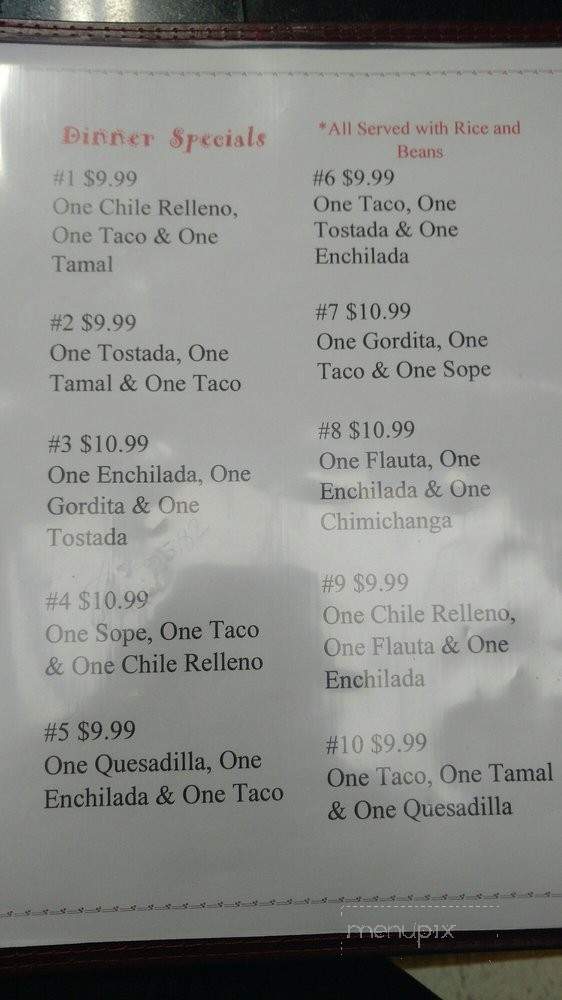 Dinner Specials
#1 $9.99
One Chile Relleno,
One Taco & One
Tamal
#2 $9.99
One Tostada, One
Tamal & One Taco
#3 $10.99
One Enchilada, One
Gordita & One
Tostada
#4 $10.99
One Sope, One Taco
& One Chile Relleno
#5 $9.99
One Quesadilla, One
Enchilada & One Taco
*All Served with Rice and
Beans
#6 $9.99
One Taco, One
Tostada & One
Enchilada
#7 $10.99
One Gordita, One
Taco & One Sope
#8 $10.99
One Flauta, One
Enchilada & One
Chimichanga
#9 $9.99
One Chile Relleno,
One Flauta & One
Enchilada
#10 $9.99
One Taco, One Tamal
& One Quesadilla
menupix